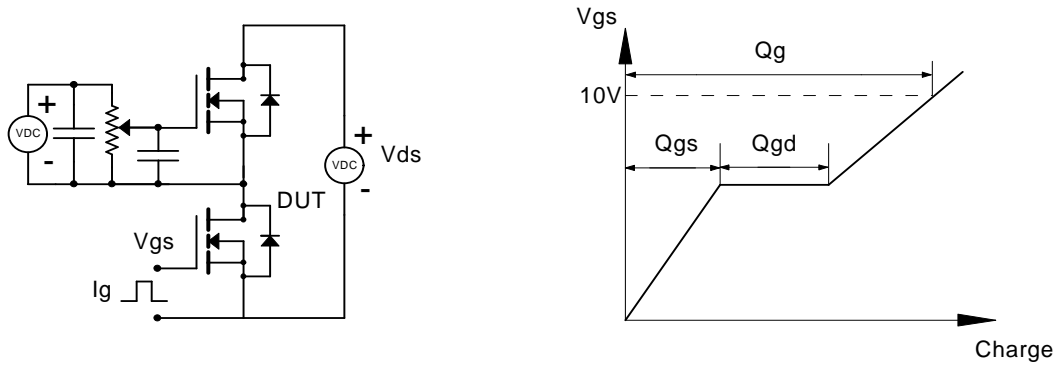 +
VDC
-
+
VDC
-
Vds
DUT
Vgs
Ig
Vgs
Qg
10V
Qgs
Qgd
Charge